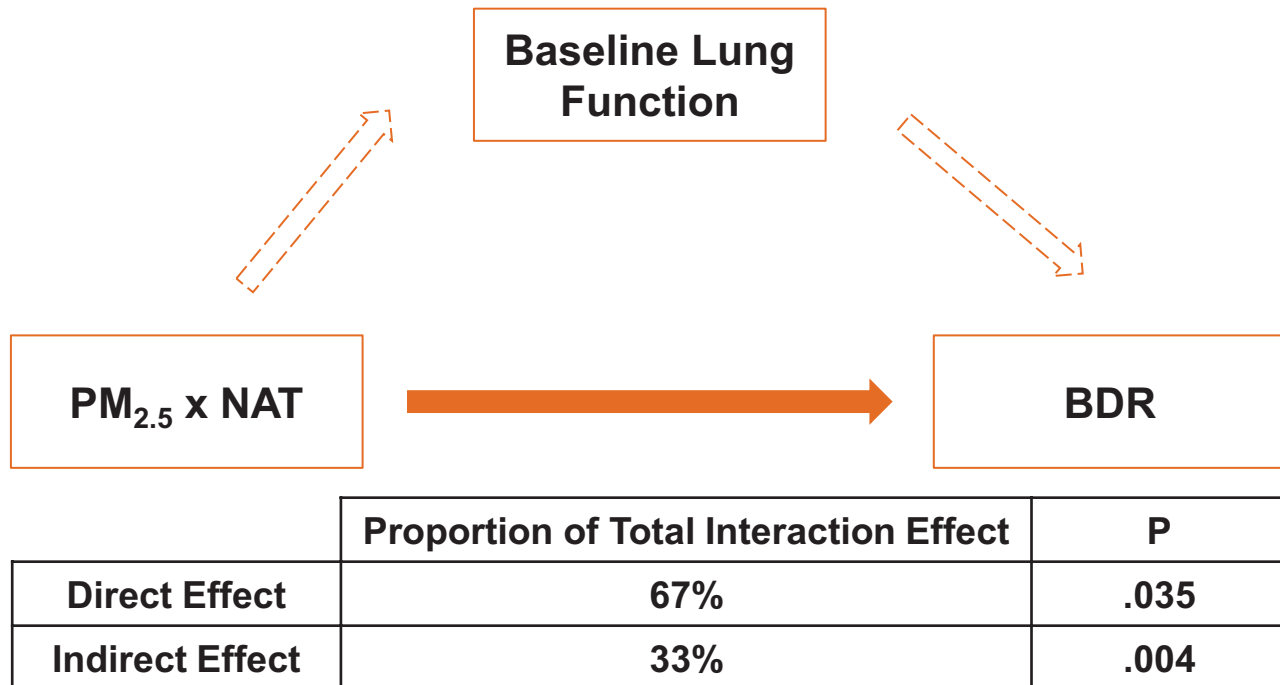 Baseline Lung
Function
PM2.5 x NAT
BDR
Proportion of Total Interaction Effect P
Direct Effect 67% .035
Indirect Effect 33% .004